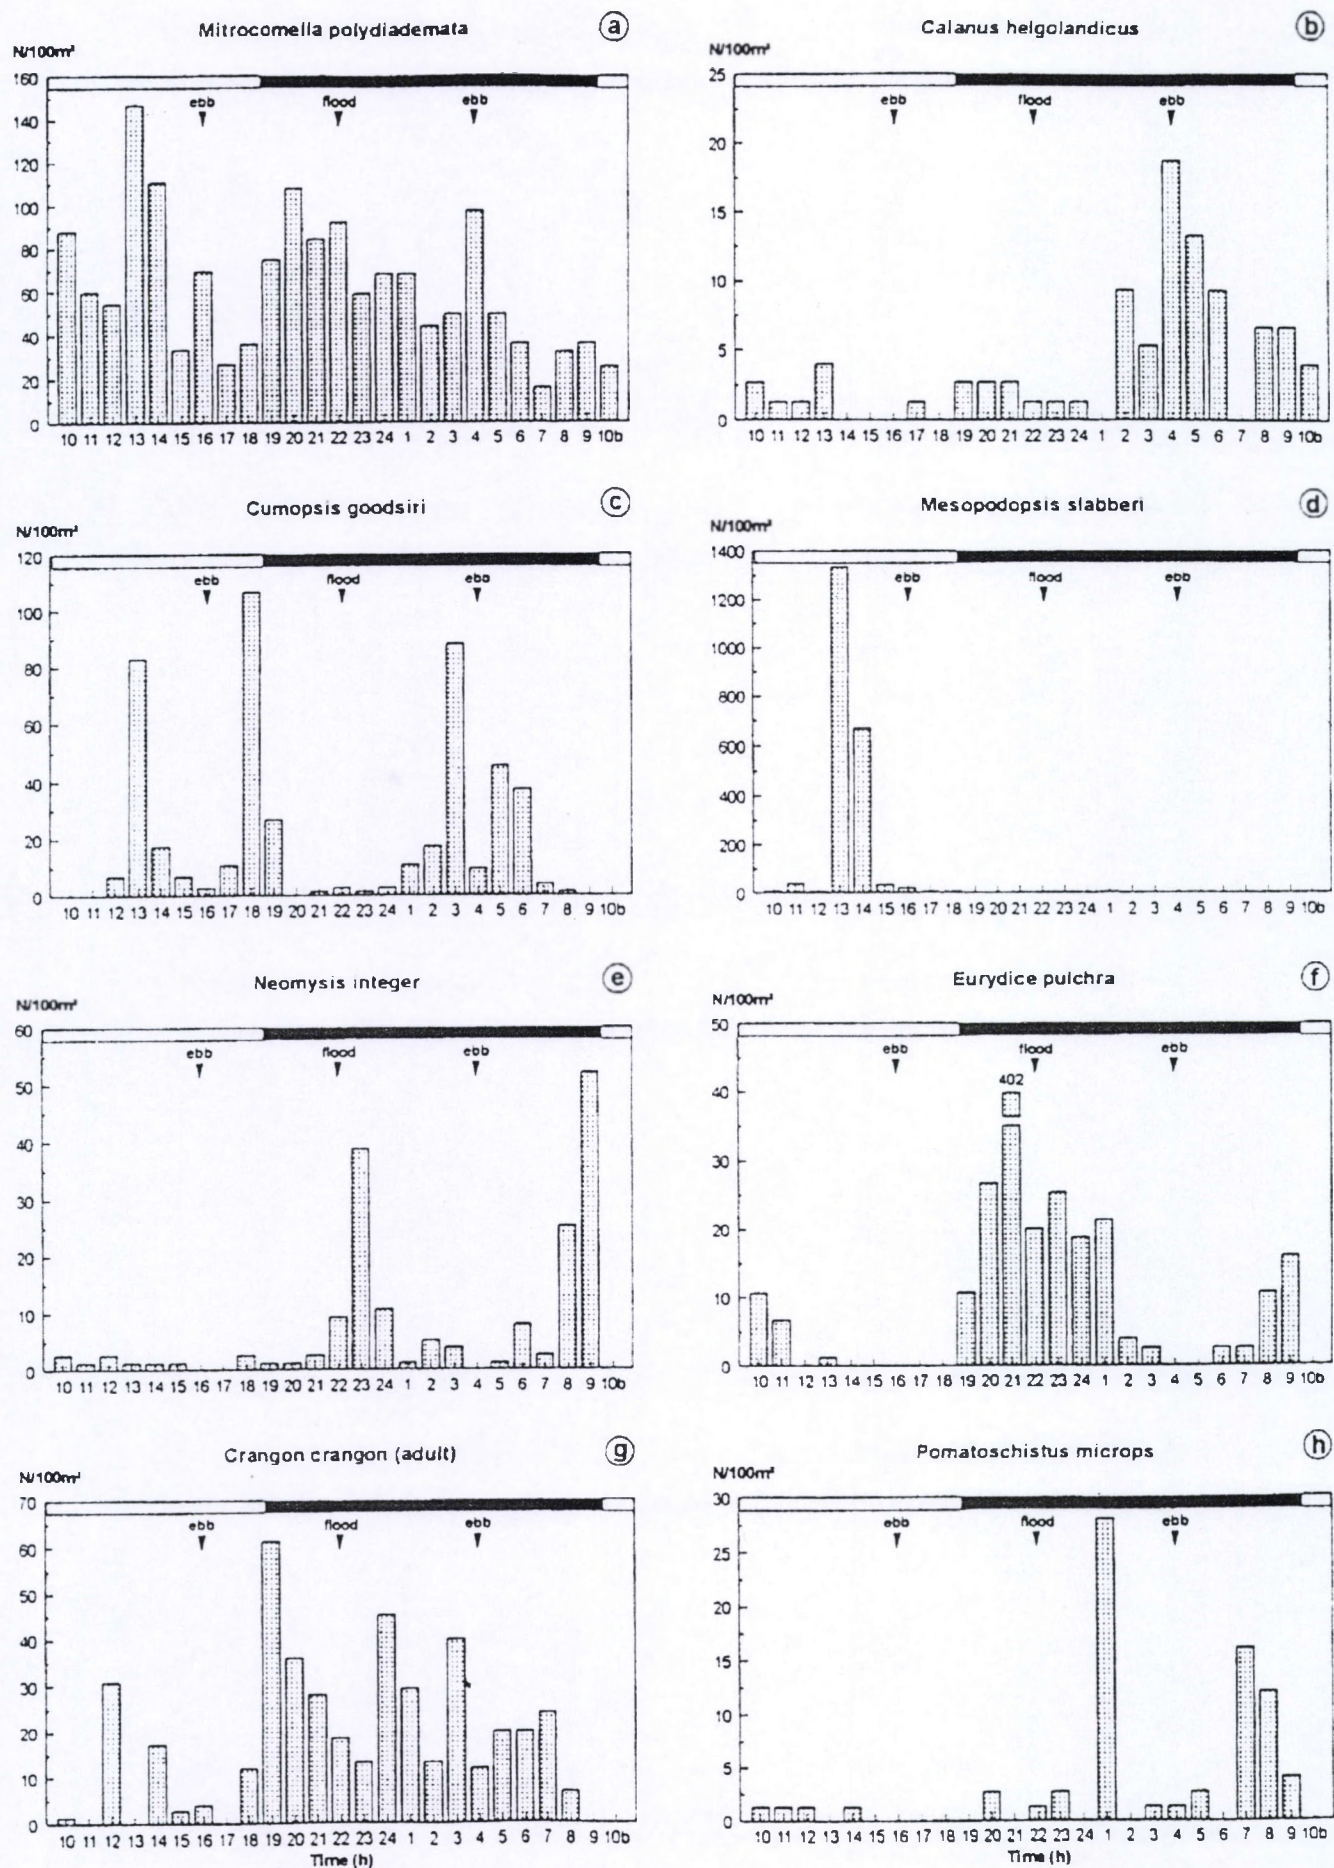 Mitrocomella polydiademata
a
N/100m²
160
140
120
100
80
60
40
20
0
ebb
flood
ebb
10 11 12 13 14 15 16 17 18 19 20 21 22 23 24 1 2 3 4 5 6 7 8 9 10b
Calanus helgolandicus
b
N/100m²
25
20
15
10
5
0
ebb
flood
ebb
10 11 12 13 14 15 16 17 18 19 20 21 22 23 24 1 2 3 4 5 6 7 8 9 10b
Cumopsis goodsiri
c
N/100m²
120
100
80
60
40
20
0
ebb
flood
ebb
10 11 12 13 14 15 16 17 18 19 20 21 22 23 24 1 2 3 4 5 6 7 8 9 10b
Mesopodopsis slabberi
d
N/100m²
1400
1200
1000
800
600
400
200
0
ebb
flood
ebb
10 11 12 13 14 15 16 17 18 19 20 21 22 23 24 1 2 3 4 5 6 7 8 9 10b
Neomysis integer
e
N/100m²
60
50
40
30
20
10
0
ebb
flood
ebb
10 11 12 13 14 15 16 17 18 19 20 21 22 23 24 1 2 3 4 5 6 7 8 9 10b
Eurydice pulchra
f
N/100m²
50
40
30
20
10
0
ebb
flood
ebb
402
10 11 12 13 14 15 16 17 18 19 20 21 22 23 24 1 2 3 4 5 6 7 8 9 10b
Crangon crangon (adult)
g
N/100m²
70
60
50
40
30
20
10
0
ebb
flood
ebb
10 11 12 13 14 15 16 17 18 19 20 21 22 23 24 1 2 3 4 5 6 7 8 9 10b
Time (h)
Pomatoschistus microps
h
N/100m²
30
25
20
15
10
5
0
ebb
flood
ebb
10 11 12 13 14 15 16 17 18 19 20 21 22 23 24 1 2 3 4 5 6 7 8 9 10b
Time (h)